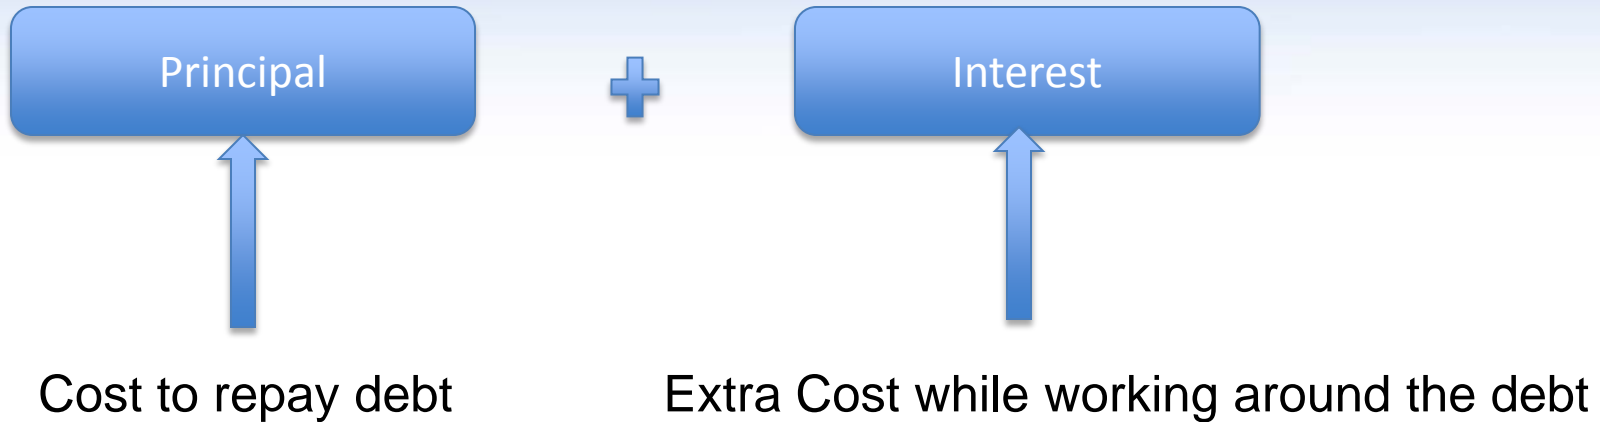 Principal
Interest
Cost to repay debt
Extra Cost while working around the debt